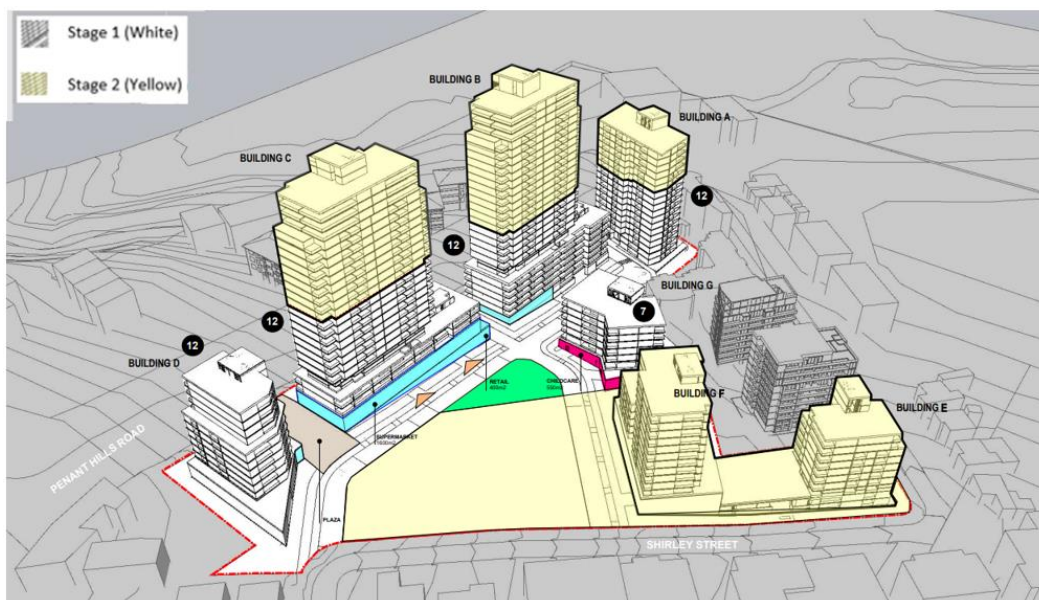 Stage 1 (White)
Stage 2 (Yellow)
BUILDING B
BUILDING A
BUILDING C
12
12
BUILDING G
7
12
12
BUILDING D
RETAIL
CHILDCARE
BUILDING F
BUILDING E
SUPERMARKET
PENANT HILLS ROAD
PLAZA
SHIRLEY STREET